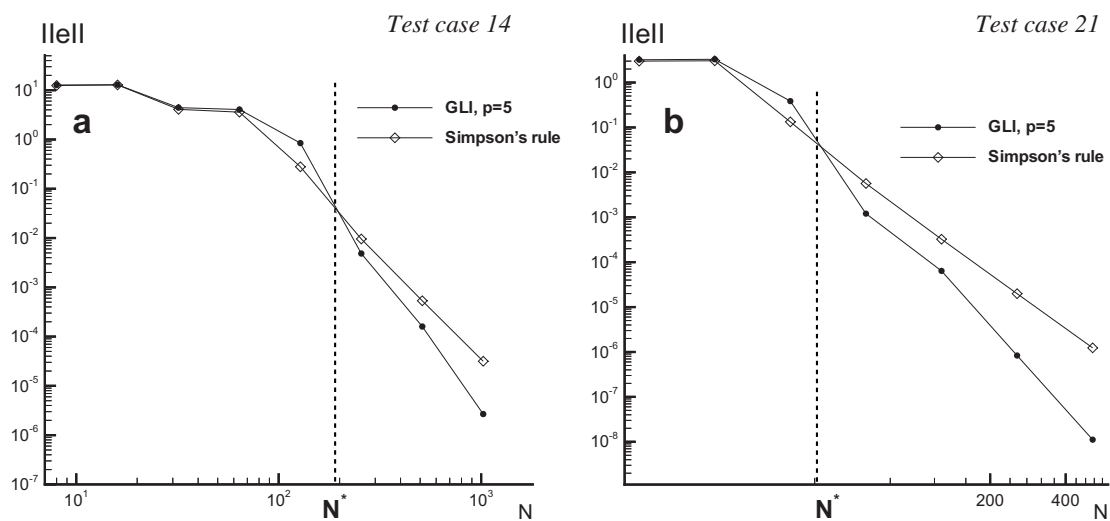 Test case 14
IIeII
10^1
10^0
10^-1
10^-2
10^-3
10^-4
10^-5
10^-6
10^-7
a
GLI, p=5
Simpson's rule
10^1
10^2
10^3
N^*
N
Test case 21
IIeII
10^0
10^-1
10^-2
10^-3
10^-4
10^-5
10^-6
10^-7
10^-8
b
GLI, p=5
Simpson's rule
200
400
N^*
N